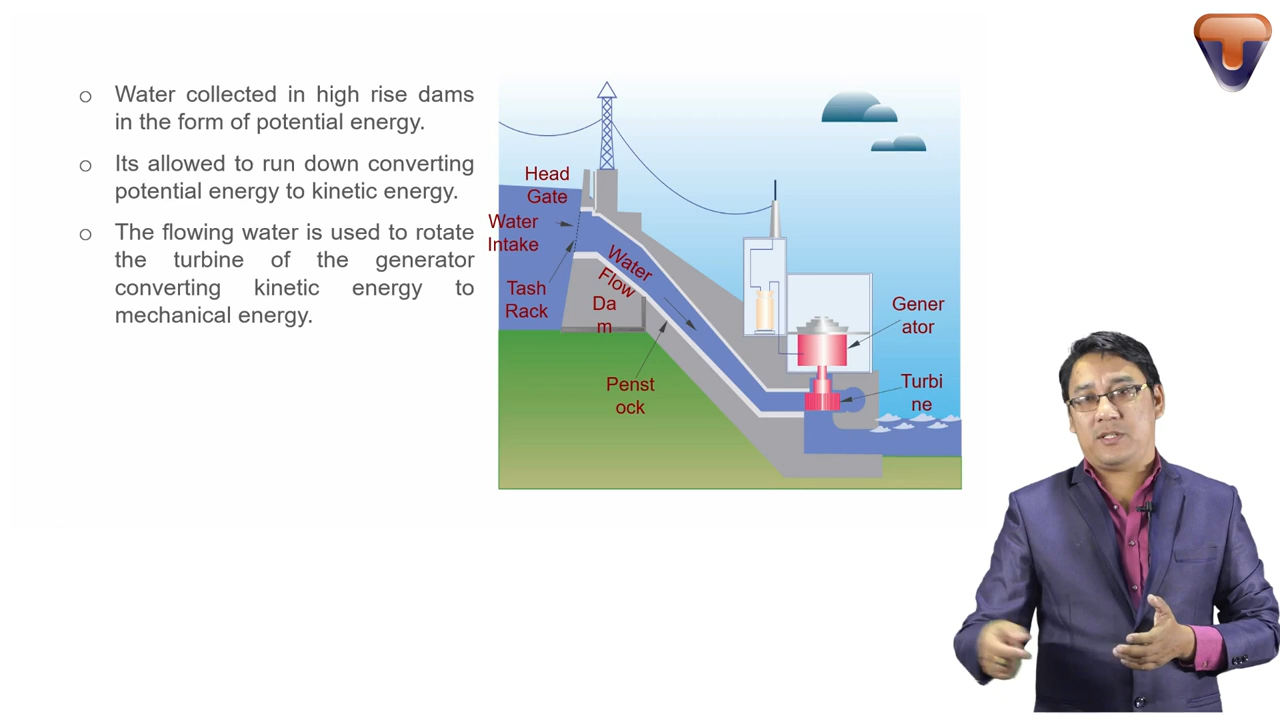 ○ Water collected in high rise dams
in the form of potential energy.
○ Its allowed to run down converting
potential energy to kinetic energy.
○ The flowing water is used to rotate
the turbine of the generator
converting kinetic energy to
mechanical energy.
Head
Gate
Water
Intake
Tash
Rack
Water
Flow
Da
m
Penst
ock
Gener
ator
Turbi
ne